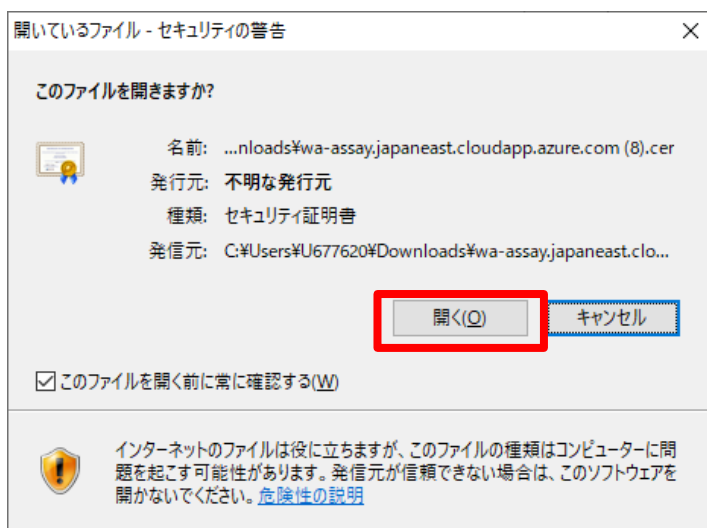 開いているファイル - セキュリティの警告
このファイルを開きますか?
名前: ...nloads¥wa-assay.japaneast.cloudapp.azure.com (8).cer
発行元: 不明な発行元
種類: セキュリティ証明書
発信元: C:¥Users¥U677620¥Downloads¥wa-assay.japaneast.clo...
開く(O) キャンセル
このファイルを開く前に常に確認する(W)
インターネットのファイルは役に立ちますが、このファイルの種類はコンピューターに問
題を起こす可能性があります。発信元が信頼できない場合は、このソフトウェアを
開かないでください。危険性の説明